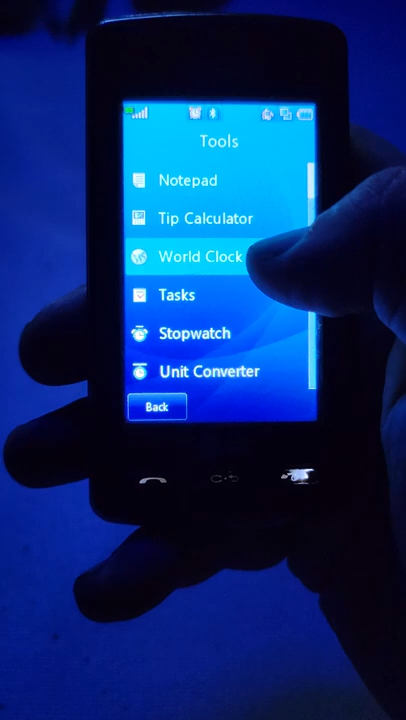 Tools
Notepad
Tip Calculator
World Clock
Tasks
Stopwatch
Unit Converter
Back